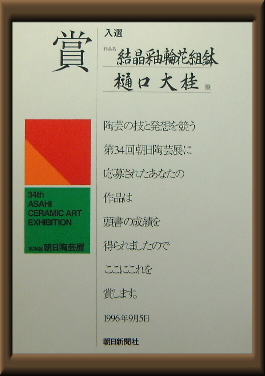 賞
入選
作品名 結晶釉輪花組鉢
樋口大桂 殿
陶芸の技と発想を競う
第34回朝日陶芸展に
応募されたあなたの
作品は
頭書の成績を
得られましたので
ここにこれを
賞します。
1996年9月5日
朝日新聞社
34th
ASAHI
CERAMIC ART
EXHIBITION
朝日陶芸展